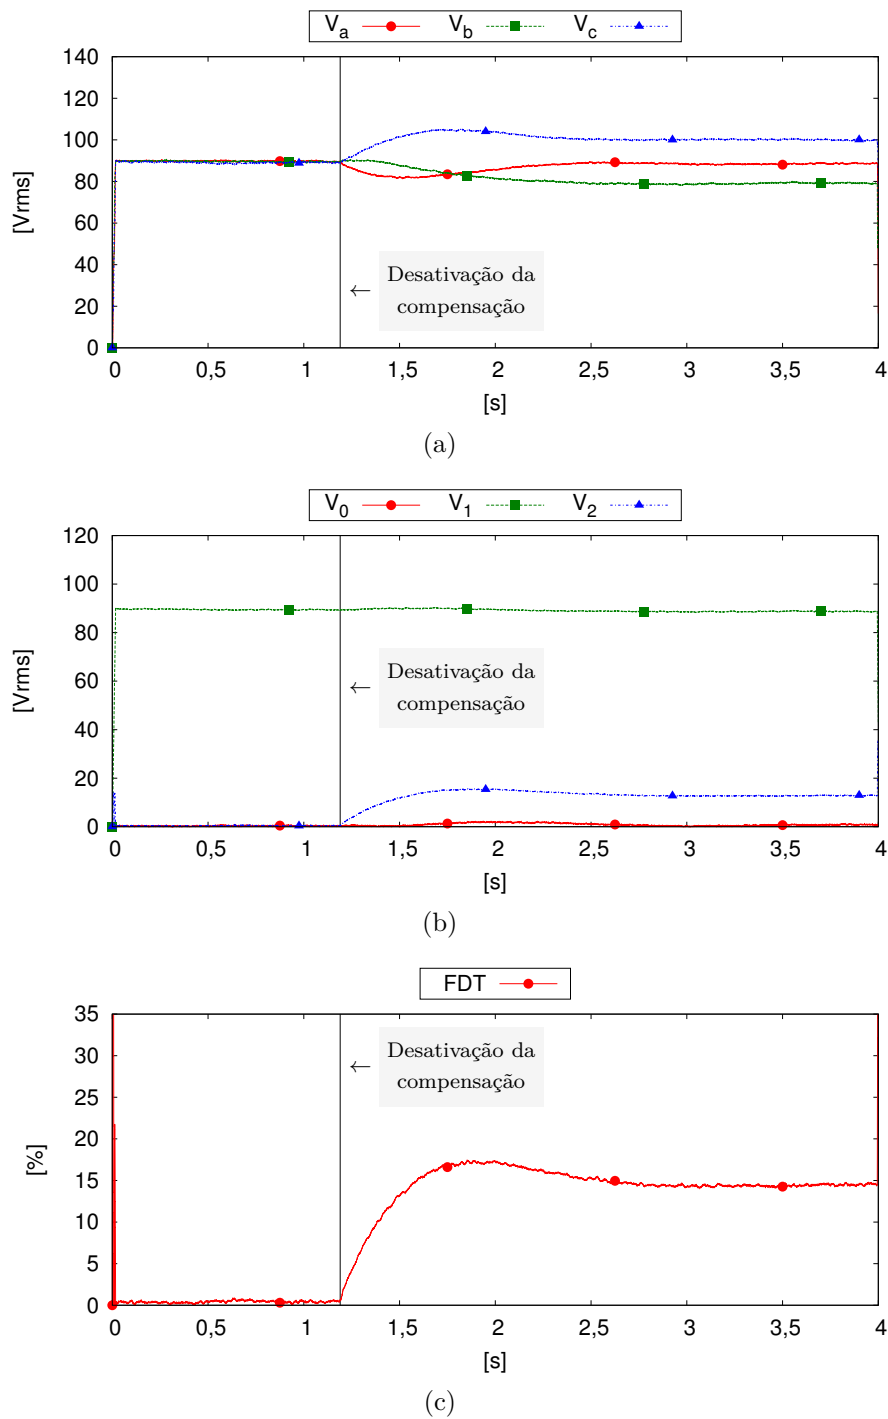 Va Vb Vc
140
120
100
80
60
40
20
0
[Vrms]
0 0,5 1 1,5 2 2,5 3 3,5 4
[s]
← Desativação da
compensação
(a)
V0 V1 V2
120
100
80
60
40
20
0
[Vrms]
0 0,5 1 1,5 2 2,5 3 3,5 4
[s]
← Desativação da
compensação
(b)
FDT
35
30
25
20
15
10
5
0
[%]
0 0,5 1 1,5 2 2,5 3 3,5 4
[s]
← Desativação da
compensação
(c)